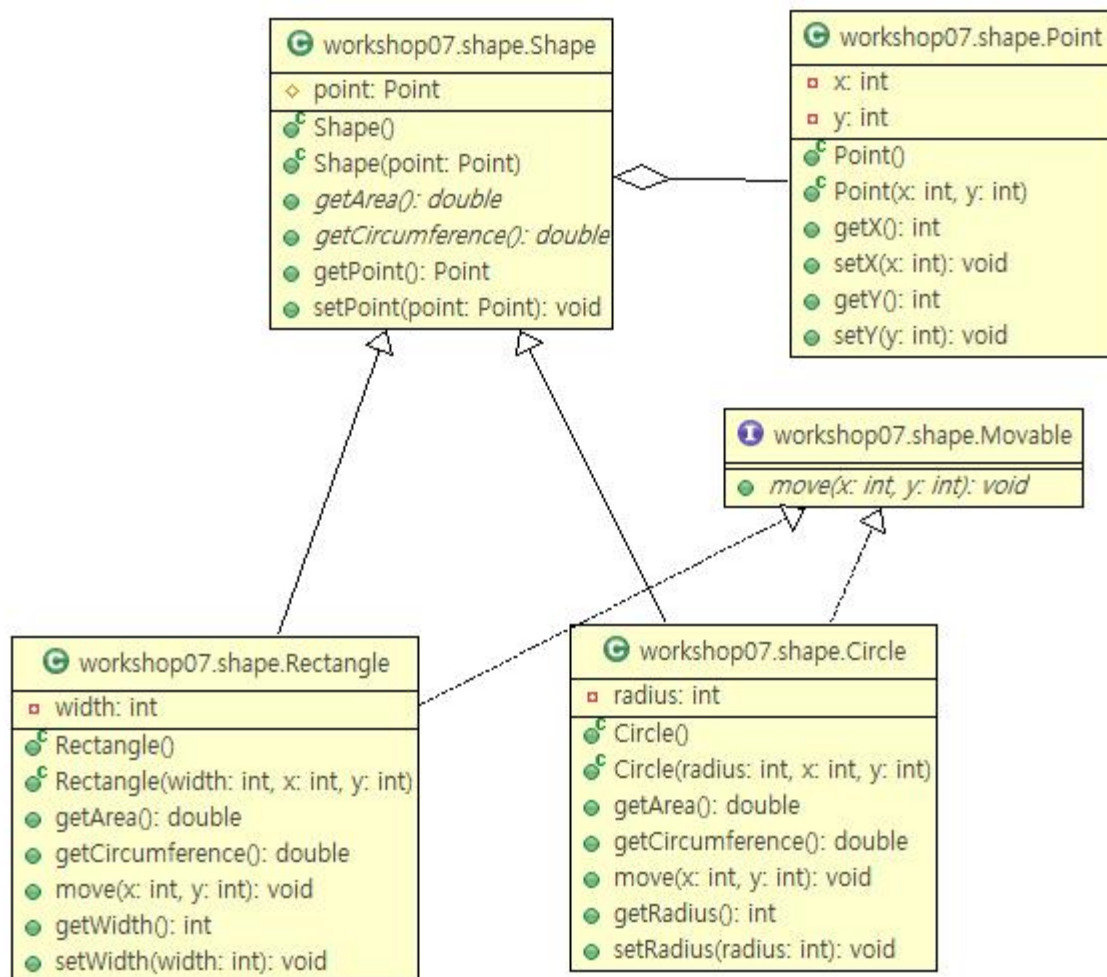 workshop07.shape.Shape
point: Point
Shape()
Shape(point: Point)
getArea(): double
getCircumference(): double
getPoint(): Point
setPoint(point: Point): void
workshop07.shape.Point
x: int
y: int
Point()
Point(x: int, y: int)
getX(): int
setX(x: int): void
getY(): int
setY(y: int): void
workshop07.shape.Movable
move(x: int, y: int): void
workshop07.shape.Rectangle
width: int
Rectangle()
Rectangle(width: int, x: int, y: int)
getArea(): double
getCircumference(): double
move(x: int, y: int): void
getWidth(): int
setWidth(width: int): void
workshop07.shape.Circle
radius: int
Circle()
Circle(radius: int, x: int, y: int)
getArea(): double
getCircumference(): double
move(x: int, y: int): void
getRadius(): int
setRadius(radius: int): void